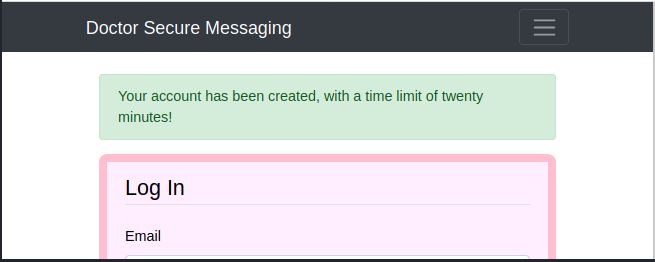 Doctor Secure Messaging
Your account has been created, with a time limit of twenty
minutes!
Log In
Email